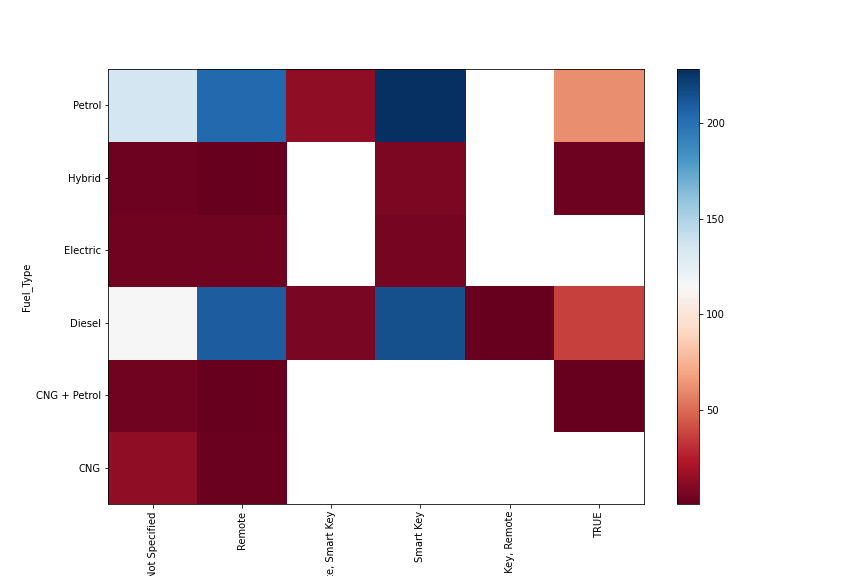 Petrol
Hybrid
Electric
Diesel
CNG + Petrol
CNG
Fuel_Type
Not Specified
Remote
, Smart Key
Smart Key
Key, Remote
TRUE
200
150
100
50